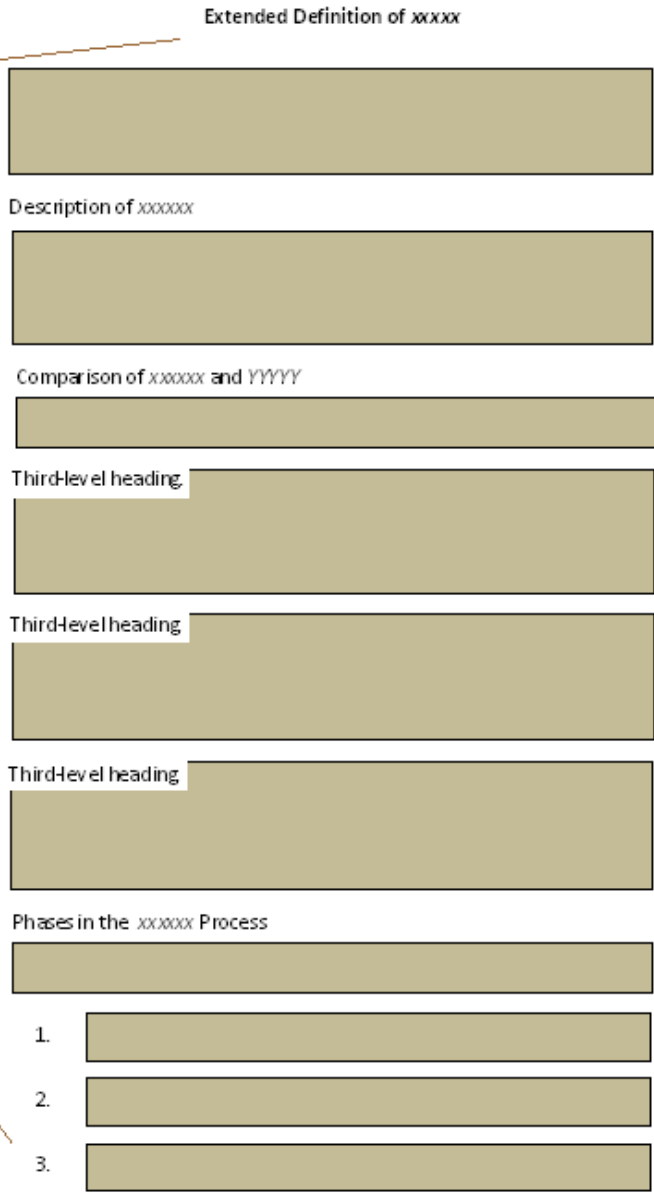 Extended Definition of xxxxx
Description of xxxxxx
Comparison of xxxxxx and YYYYY
Third-level heading.
Third-level heading
Third-level heading
Phases in the xxxxxx Process
1.
2.
3.